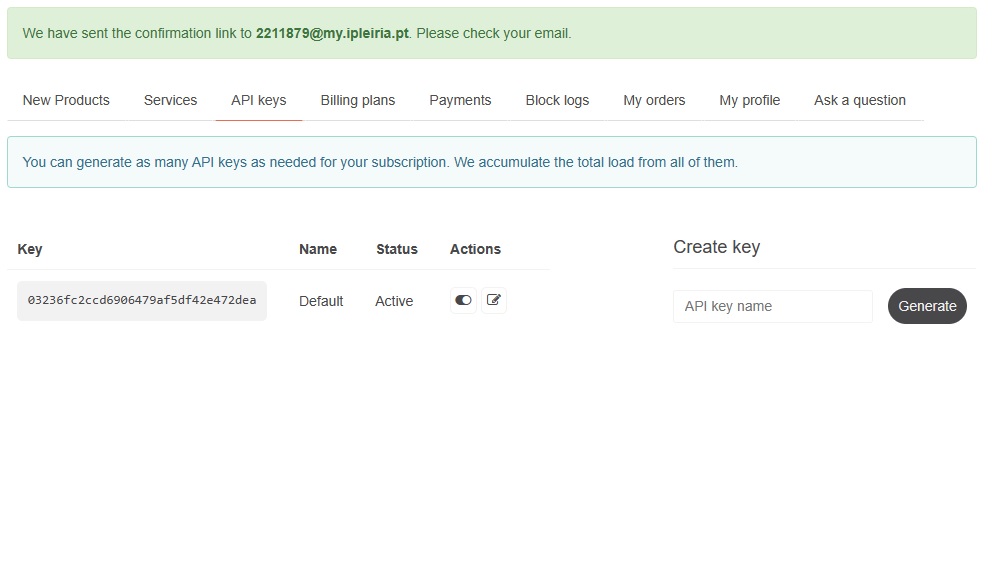 We have sent the confirmation link to 2211879@my.ipleiria.pt. Please check your email.
New Products Services API keys Billing plans Payments Block logs My orders My profile Ask a question
You can generate as many API keys as needed for your subscription. We accumulate the total load from all of them.
Key Name Status Actions
03236fc2ccd6906479af5df42e472dea Default Active
Create key
API key name Generate